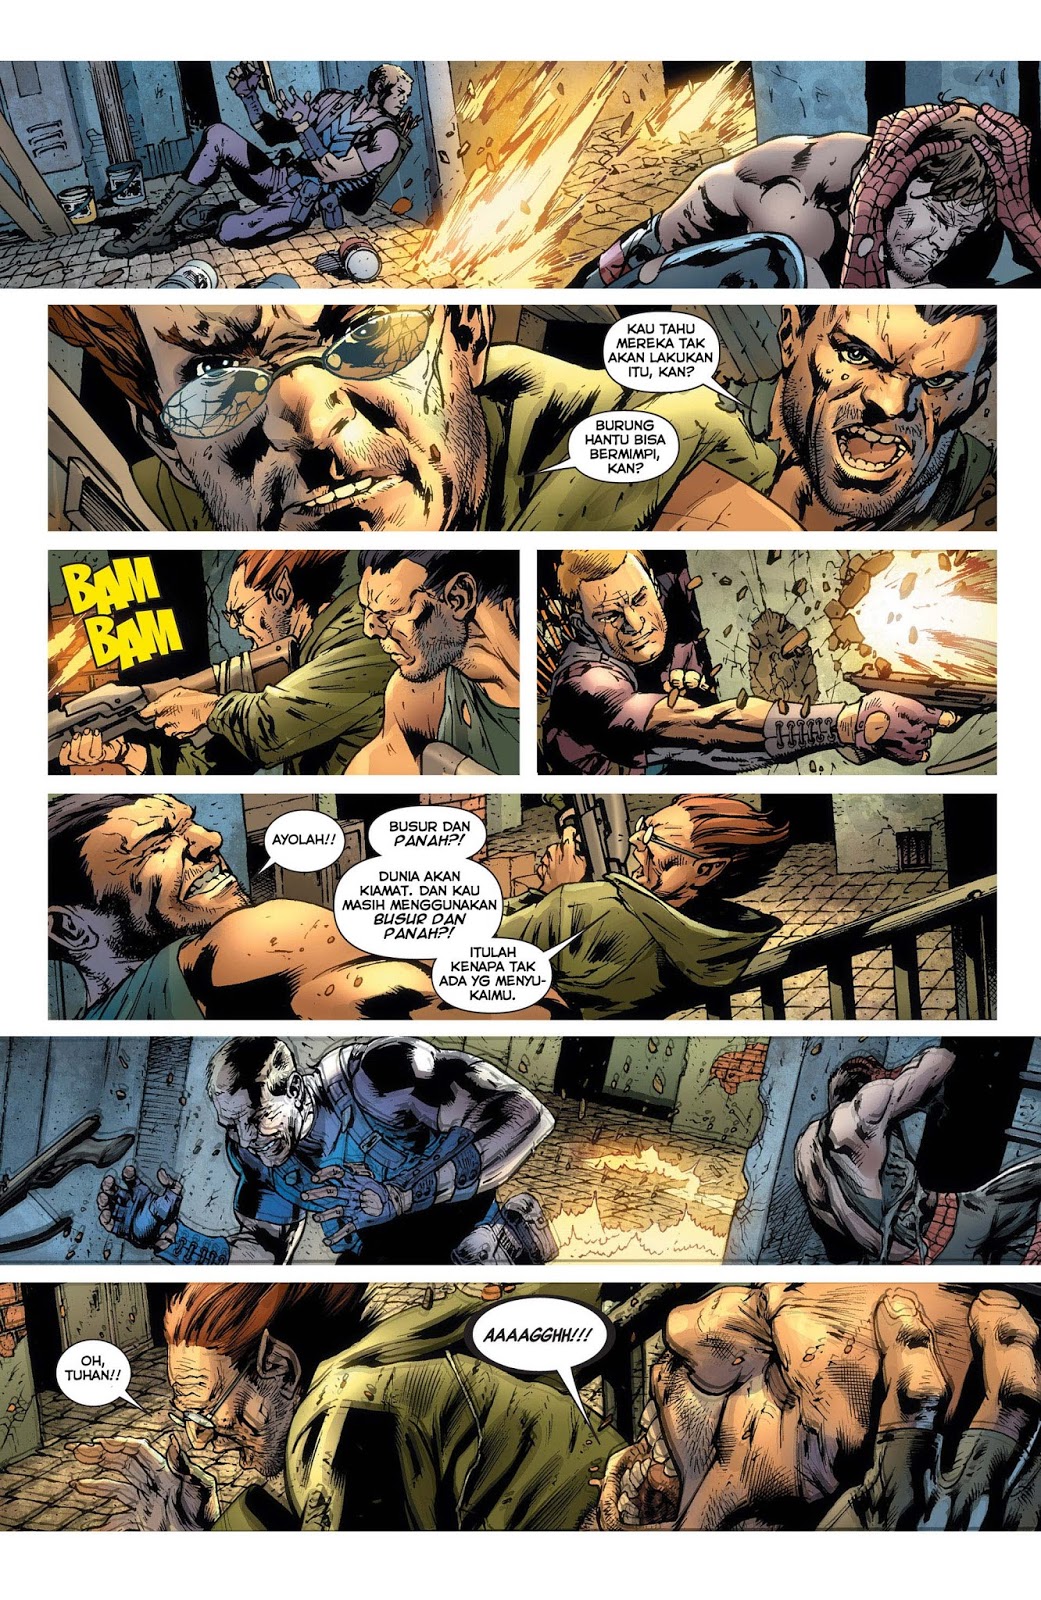 KAU TAHU
MEREKA TAK
AKAN LAKUKAN
ITU, KAN?
BURUNG
HANTU BISA
BERMIMPI,
KAN?
BAM
BAM
AYOLAH!!
BUSUR DAN
PANAH?!
DUNIA AKAN
KIAMAT. DAN KAU
MASIH MENGGUNAKAN
BUSUR DAN
PANAH?!
ITULAH
KENAPA TAK
ADA YG MENYU-
KAIMU.
OH,
TUHAN!!
AAAAGGHH!!!